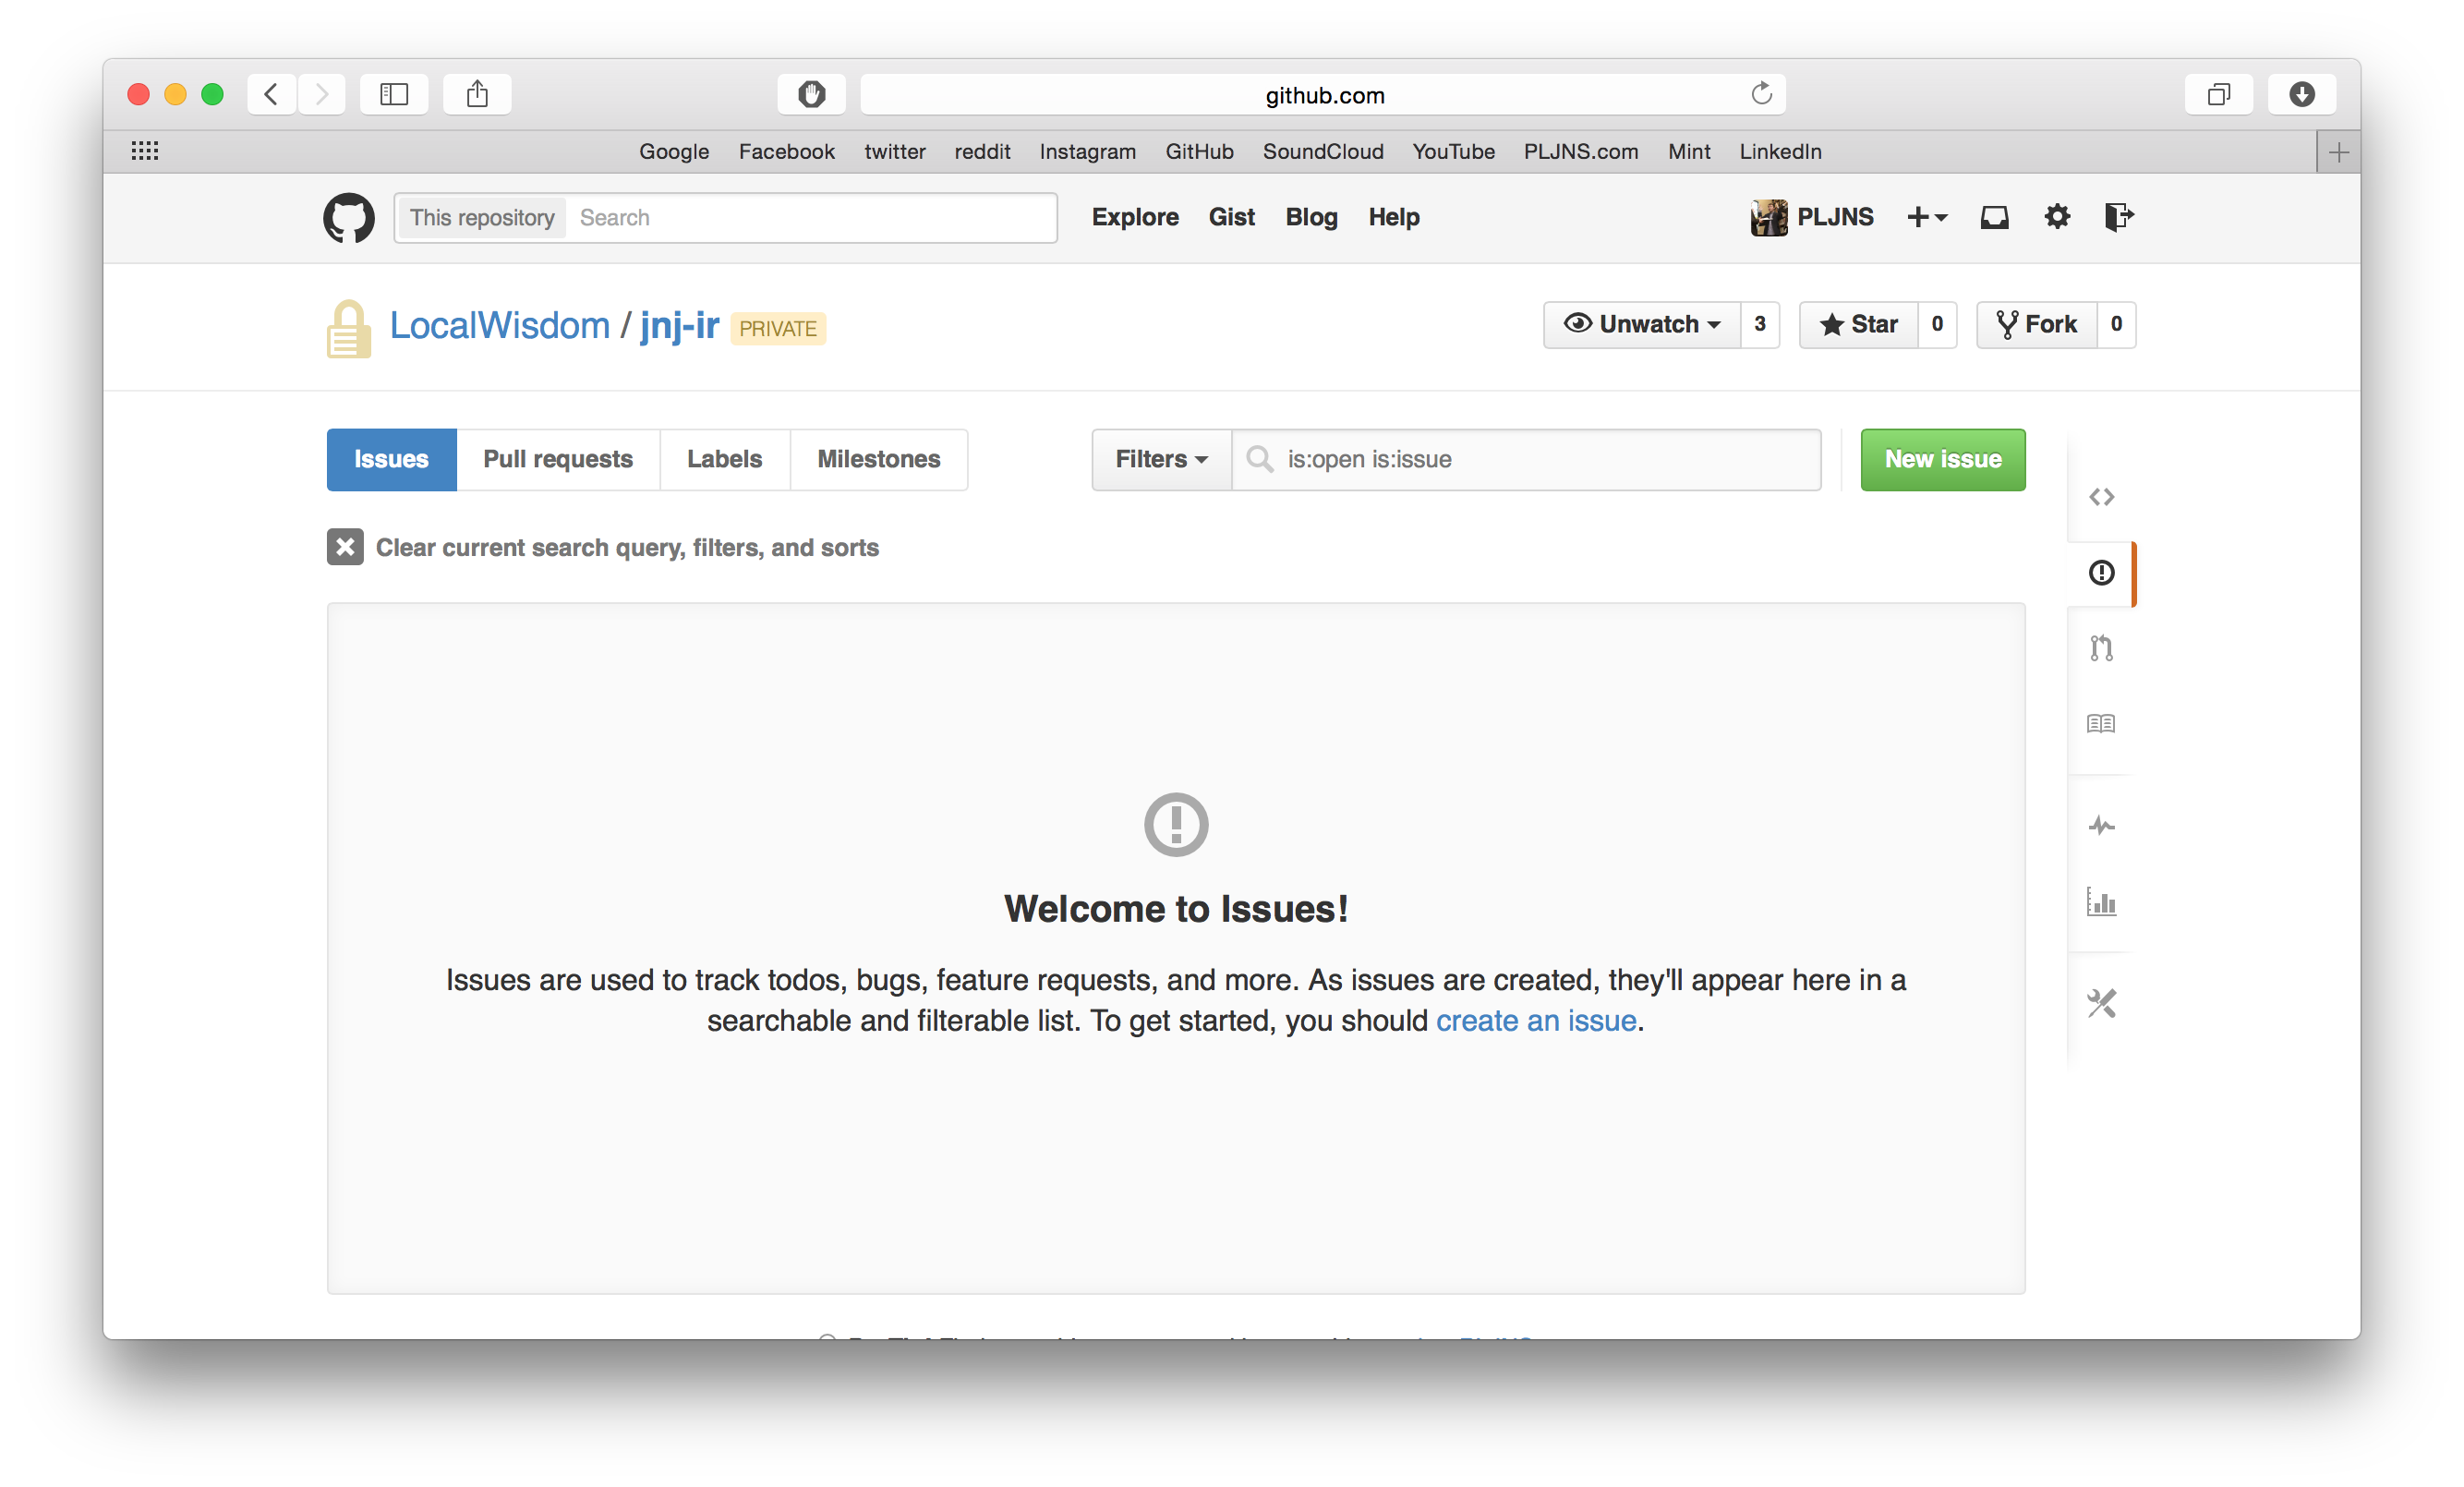 github.com
Google Facebook twitter reddit Instagram GitHub SoundCloud YouTube PLJNS.com Mint LinkedIn
This repository Search Explore Gist Blog Help PLJNS
LocalWisdom / jnj-ir PRIVATE Unwatch 3 Star 0 Fork 0
Issues Pull requests Labels Milestones Filters is:open is:issue New issue
Clear current search query, filters, and sorts
Welcome to Issues!
Issues are used to track todos, bugs, feature requests, and more. As issues are created, they'll appear here in a
searchable and filterable list. To get started, you should create an issue.